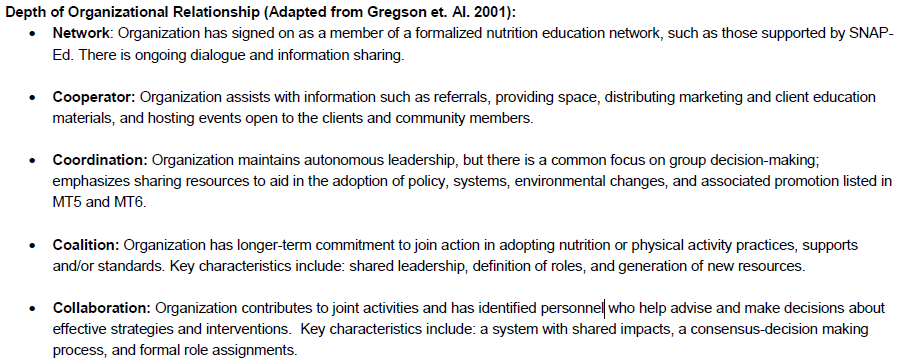 Depth of Organizational Relationship (Adapted from Gregson et. Al. 2001):
• Network: Organization has signed on as a member of a formalized nutrition education network, such as those supported by SNAP-
Ed. There is ongoing dialogue and information sharing.
• Cooperator: Organization assists with information such as referrals, providing space, distributing marketing and client education
materials, and hosting events open to the clients and community members.
• Coordination: Organization maintains autonomous leadership, but there is a common focus on group decision-making;
emphasizes sharing resources to aid in the adoption of policy, systems, environmental changes, and associated promotion listed in
MT5 and MT6.
• Coalition: Organization has longer-term commitment to join action in adopting nutrition or physical activity practices, supports
and/or standards. Key characteristics include: shared leadership, definition of roles, and generation of new resources.
• Collaboration: Organization contributes to joint activities and has identified personnel who help advise and make decisions about
effective strategies and interventions.  Key characteristics include: a system with shared impacts, a consensus-decision making
process, and formal role assignments.